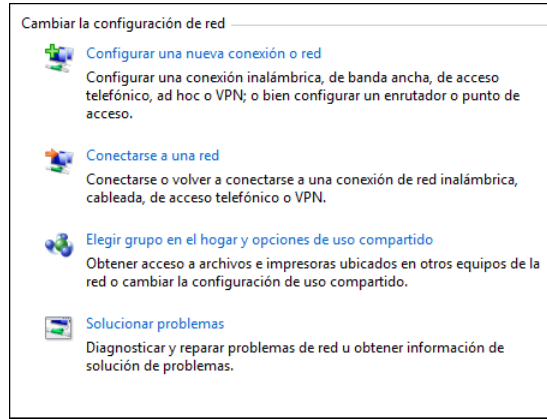 Cambiar la configuración de red
Configurar una nueva conexión o red
Configurar una conexión inalámbrica, de banda ancha, de acceso
telefónico, ad hoc o VPN; o bien configurar un enrutador o punto de
acceso.
Conectarse a una red
Conectarse o volver a conectarse a una conexión de red inalámbrica,
cableada, de acceso telefónico o VPN.
Elegir grupo en el hogar y opciones de uso compartido
Obtener acceso a archivos e impresoras ubicados en otros equipos de la
red o cambiar la configuración de uso compartido.
Solucionar problemas
Diagnosticar y reparar problemas de red u obtener información de
solución de problemas.